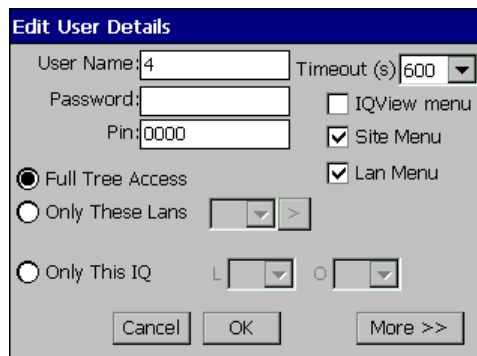 Edit User Details
User Name: 4 Timeout (s) 600
Password: IQView menu
Pin: 0000 Site Menu
Full Tree Access Lan Menu
Only These Lans >
Only This IQ L O
Cancel OK More >>